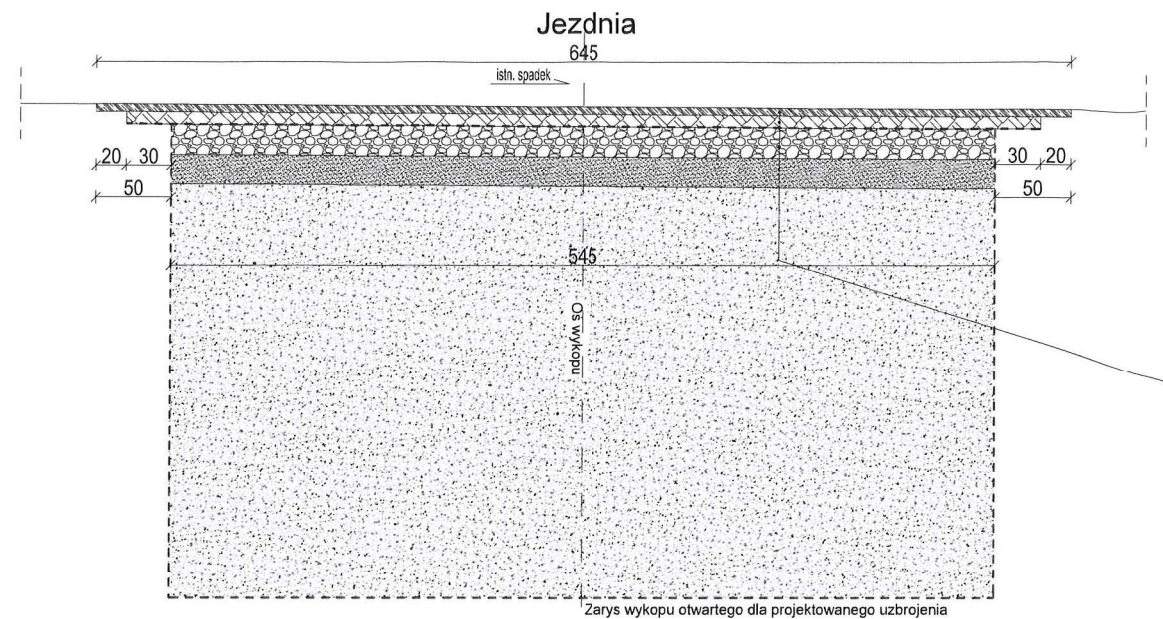 Jezdnia
645
istn. spadek
20 30
30 20
50
50
545
Oś wykopu
Zarys wykopu otwartego dla projektowanego uzbrojenia